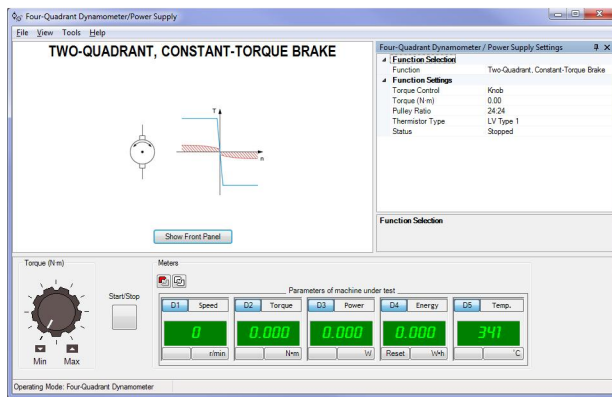 Four-Quadrant Dynamometer/Power Supply
File View Tools Help
TWO-QUADRANT, CONSTANT-TORQUE BRAKE
T
n
Show Front Panel
Four-Quadrant Dynamometer / Power Supply Settings
Function Selection
Function Two-Quadrant, Constant-Torque Brake
Function Settings
Torque Control Knob
Torque (N·m) 0.00
Pulley Ratio 24:24
Thermistor Type LV Type 1
Status Stopped
Function Selection
Torque (N·m)
Min Max
Start/Stop
Meters
Parameters of machine under test
D1 Speed D2 Torque D3 Power D4 Energy D5 Temp.
0 0.000 0.000 0.000 341
r/min N•m W Reset W•h °C
Operating Mode: Four-Quadrant Dynamometer